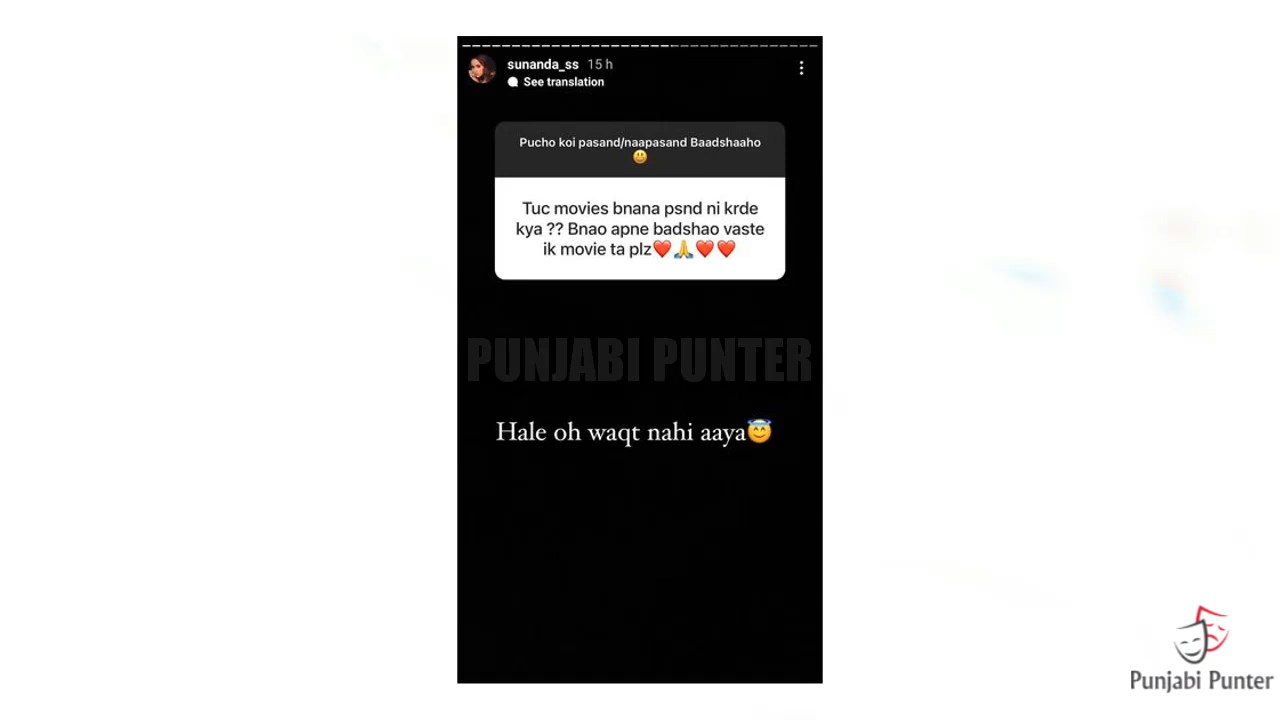 sunanda_ss 15 h
See translation
Pucho koi pasand/naapasand Baadshaaho
😃
Tuc movies bnana psnd ni krde
kya ?? Bnao apne badshao vaste
ik movie ta plz❤️🙏❤️❤️
PUNJABI PUNTER
Hale oh waqt nahi aaya😇
Punjabi Punter